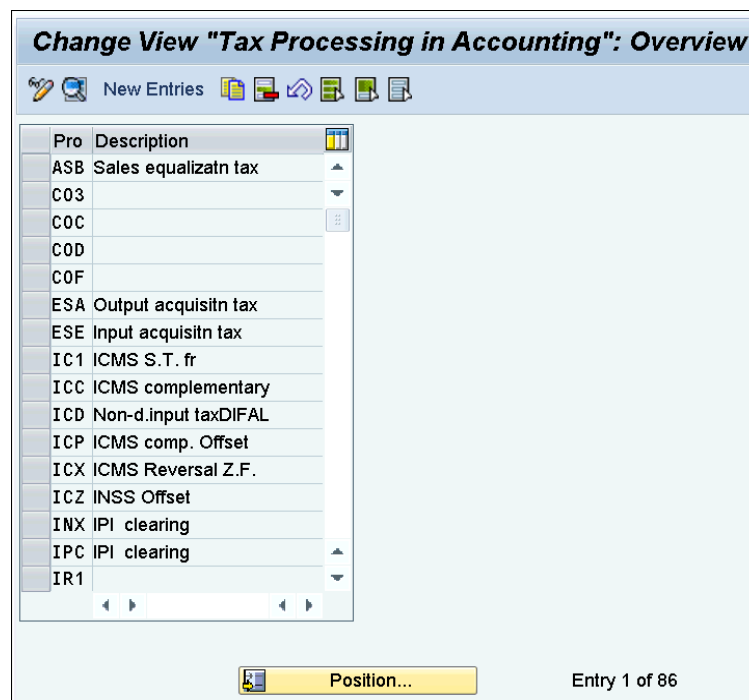 Change View "Tax Processing in Accounting": Overview
New Entries
Pro Description
ASB Sales equalizatn tax
CO3
COC
COD
COF
ESA Output acquisitn tax
ESE Input acquisitn tax
IC1 ICMS S.T. fr
ICC ICMS complementary
ICD Non-d.input taxDIFAL
ICP ICMS comp. Offset
ICX ICMS Reversal Z.F.
ICZ INSS Offset
INX IPI clearing
IPC IPI clearing
IR1
Position... Entry 1 of 86